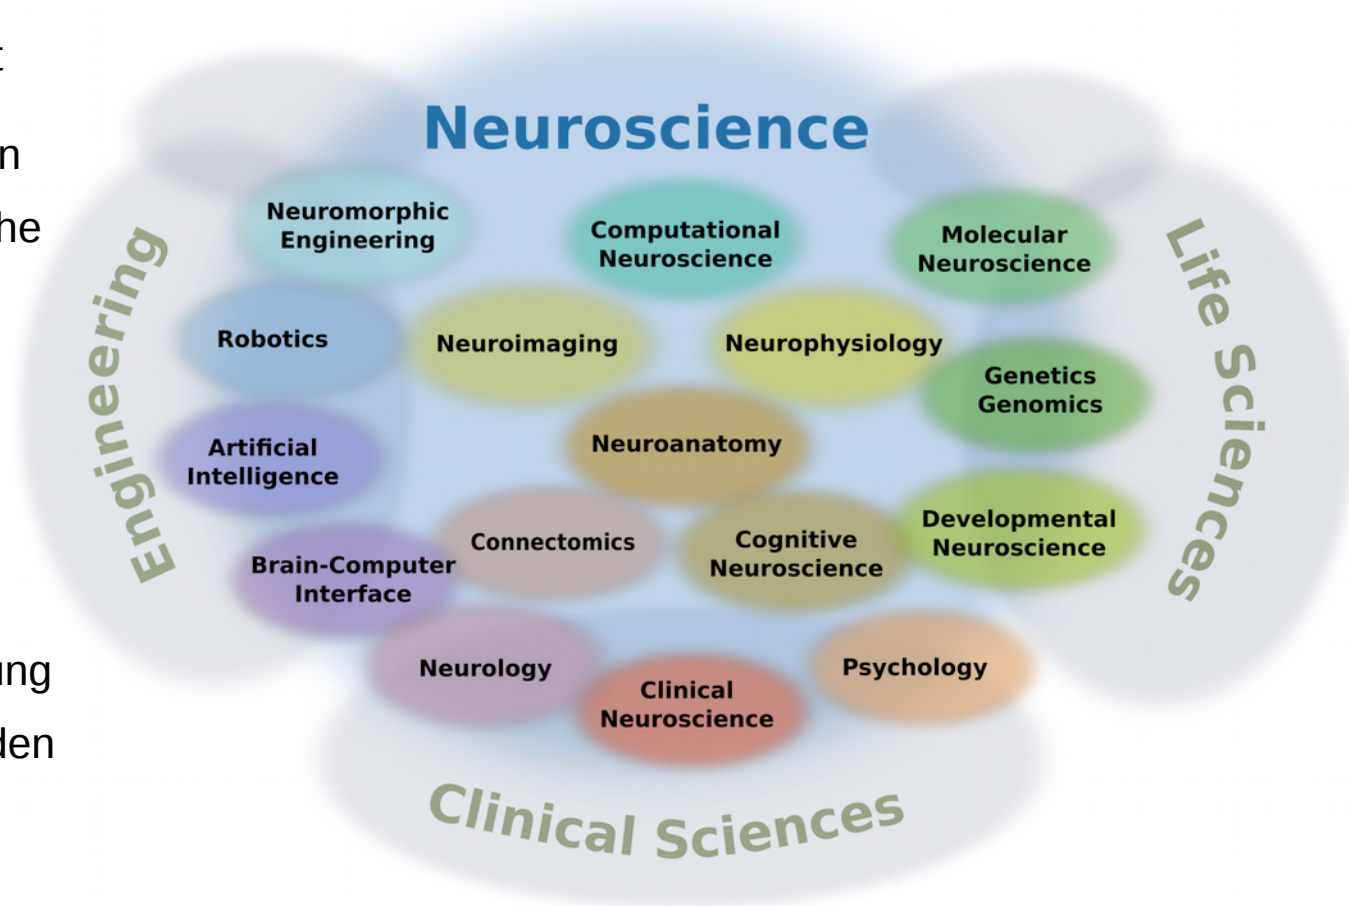 Neuroscience
Neuromorphic
Engineering
Computational
Neuroscience
Molecular
Neuroscience
Robotics
Neuroimaging
Neurophysiology
Genetics
Genomics
Artificial
Intelligence
Neuroanatomy
Connectomics
Cognitive
Neuroscience
Developmental
Neuroscience
Brain-Computer
Interface
Neurology
Clinical
Neuroscience
Psychology
Engineering
Life Sciences
Clinical Sciences